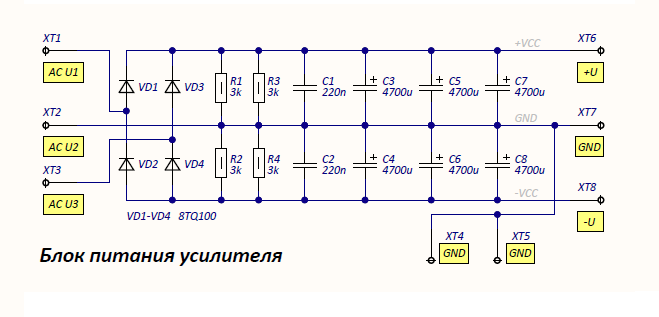 XT1
AC U1
XT2
AC U2
XT3
AC U3
VD1
VD3
VD2
VD4
VD1-VD4 8TQ100
R1
3k
R3
3k
R2
3k
R4
3k
C1
220n
C3
4700u
C5
4700u
C7
4700u
C2
220n
C4
4700u
C6
4700u
C8
4700u
+VCC
GND
-VCC
XT6
+U
XT7
GND
XT8
-U
XT4
GND
XT5
GND
Блок питания усилителя